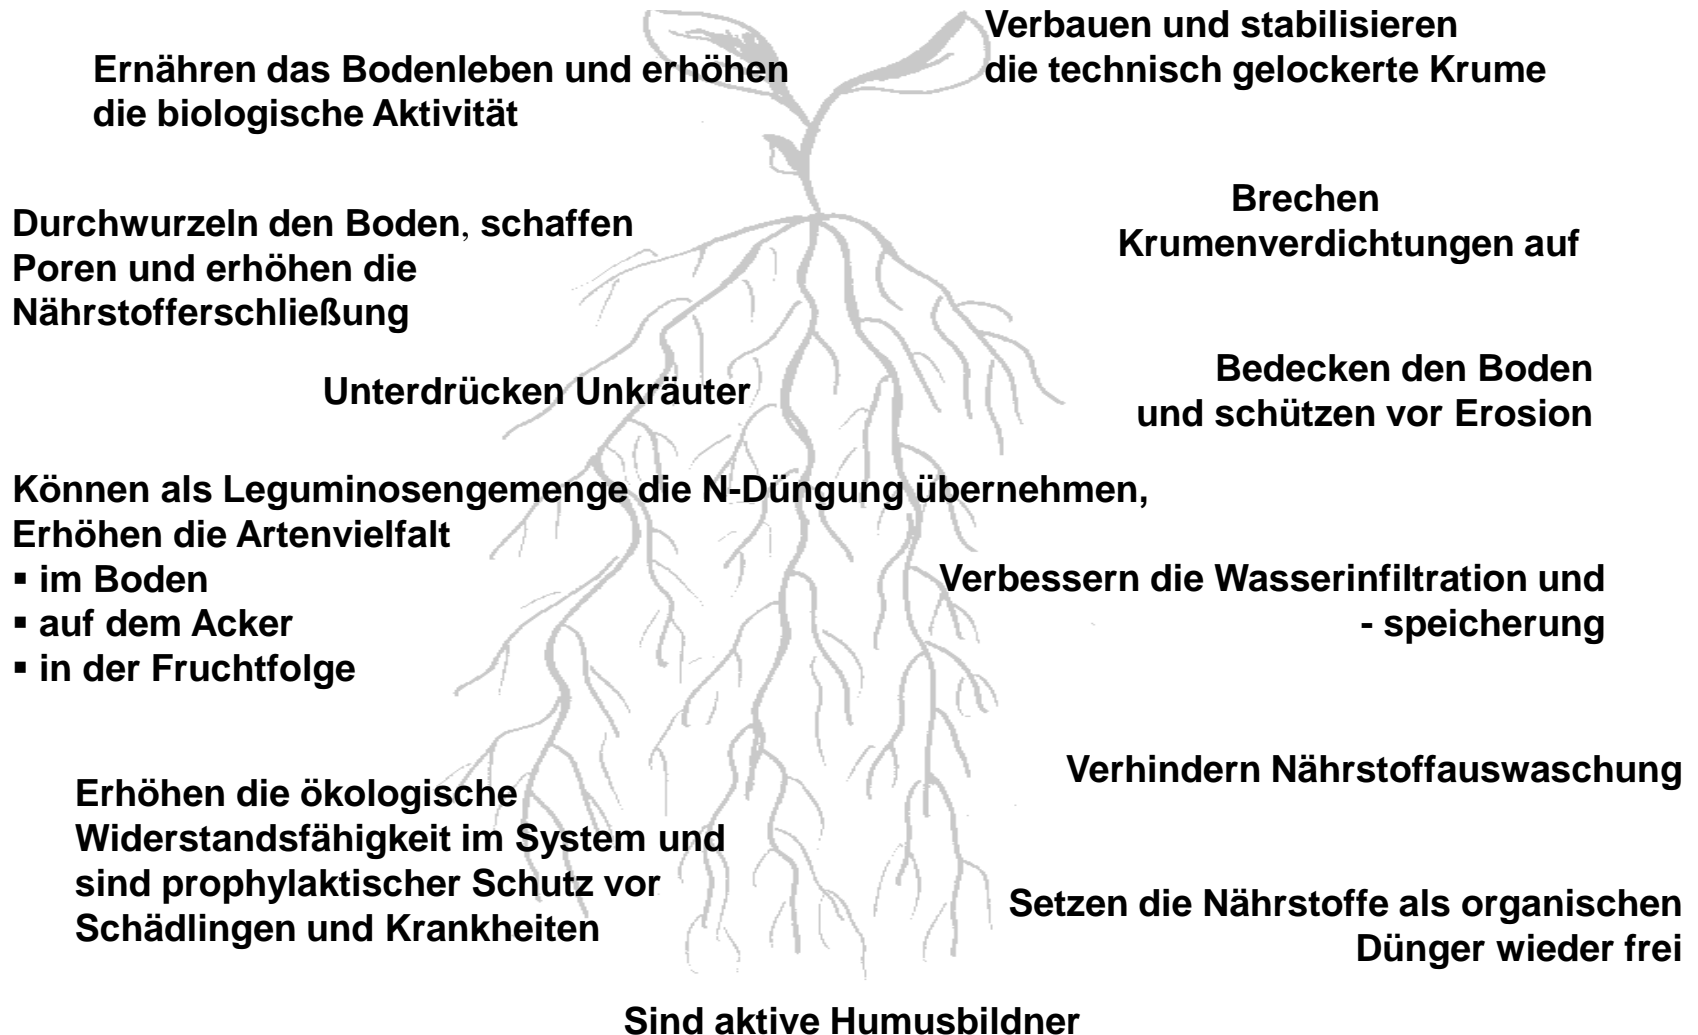 Ernähren das Bodenleben und erhöhen
die biologische Aktivität
Verbauen und stabilisieren
die technisch gelockerte Krume
Durchwurzeln den Boden, schaffen
Poren und erhöhen die
Nährstofferschließung
Brechen
Krumenverdichtungen auf
Unterdrücken Unkräuter
Bedecken den Boden
und schützen vor Erosion
Können als Leguminosengemenge die N-Düngung übernehmen,
Erhöhen die Artenvielfalt
▪ im Boden
▪ auf dem Acker
▪ in der Fruchtfolge
Verbessern die Wasserinfiltration und
- speicherung
Erhöhen die ökologische
Widerstandsfähigkeit im System und
sind prophylaktischer Schutz vor
Schädlingen und Krankheiten
Verhindern Nährstoffauswaschung
Setzen die Nährstoffe als organischen
Dünger wieder frei
Sind aktive Humusbildner